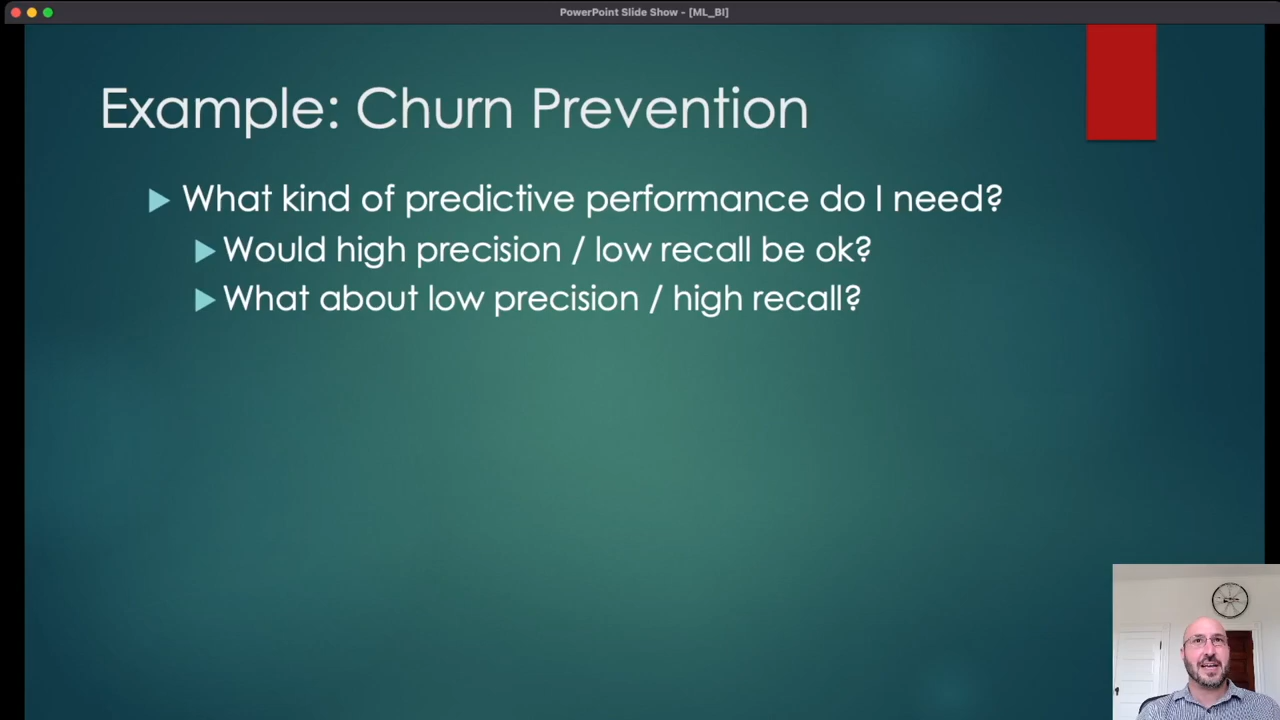 PowerPoint Slide Show - [ML_BI]
Example: Churn Prevention
What kind of predictive performance do I need?
Would high precision / low recall be ok?
What about low precision / high recall?